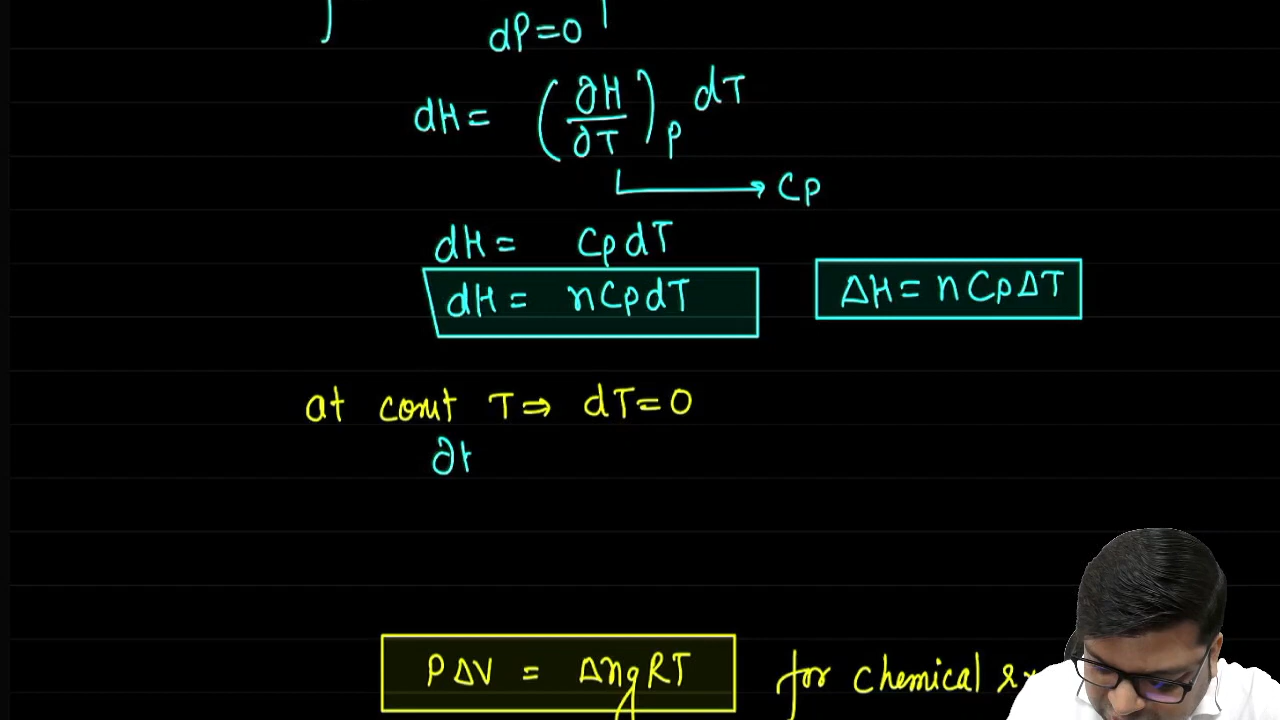 dP=0
dH = (∂H/∂T)P dT
→ Cp
dH = CpdT
dH = nCpdT
ΔH = nCpΔT
at const T ⇒ dT=0
PΔV = ΔngRT for chemical